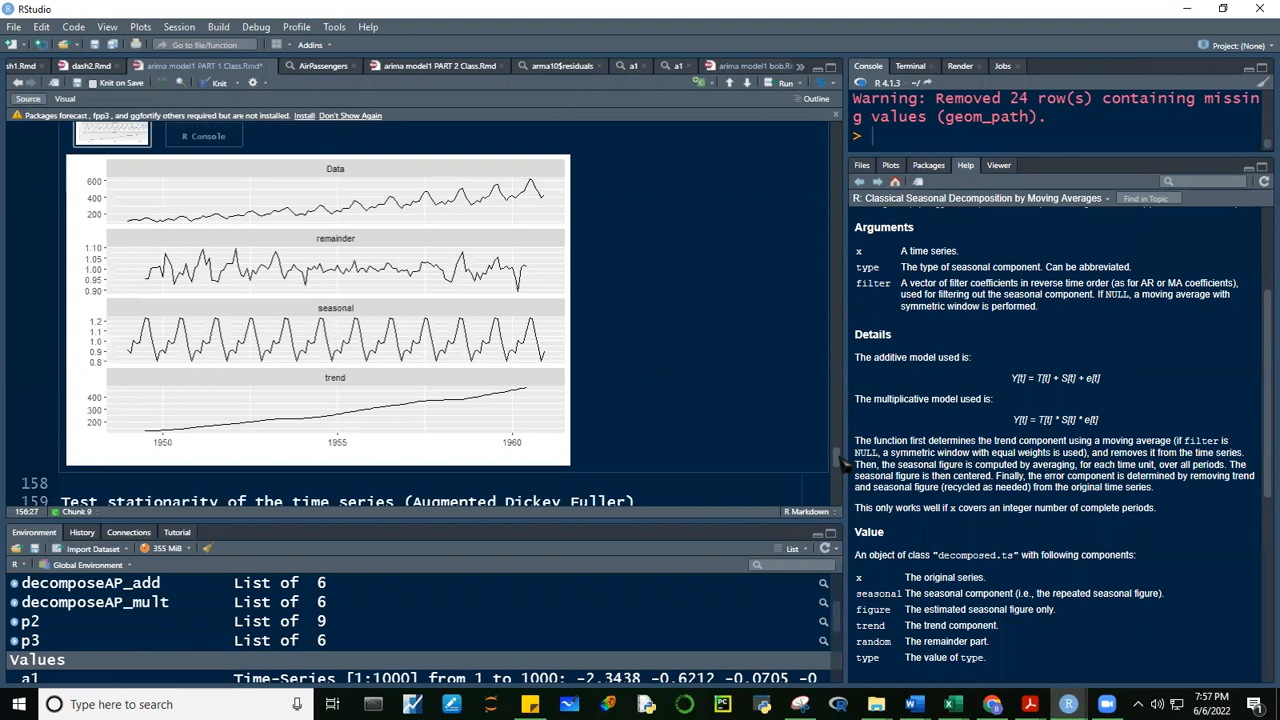 RStudio
File Edit Code View Plots Session Build Debug Profile Tools Help
Go to file/function Addins Project: (None)
sh1.Rmd dash2.Rmd arima model1 PART 1 Class.Rmd* AirPassengers arima model1 PART 2 Class.Rmd arma10$residuals a1 a1 arima model1 bob.Rmd
Knit on Save Knit Run
Source Visual Outline
Packages forecast, fpp3, and ggfortify required but are not installed. Install Don't Show Again
R Console
Data
600
400
200
remainder
1.10
1.05
1.00
0.95
0.90
seasonal
1.2
1.1
1.0
0.9
0.8
trend
400
300
200
1950 1955 1960
158
159 Test stationarity of the time series (Augmented Dickey Fuller)
156:27 Chunk 9 R Markdown
Environment History Connections Tutorial
Import Dataset 355 MiB List
R Global Environment
decomposeAP_add List of 6
decomposeAP_mult List of 6
p2 List of 9
p3 List of 6
Values
a1 Time-Series [1:1000] from 1 to 1000: -2.3438 -0.6212 -0.0705 -0
Console Terminal Render Jobs
R 4.1.3 · ~/
Warning: Removed 24 row(s) containing missin
g values (geom_path).
>
Files Plots Packages Help Viewer
R: Classical Seasonal Decomposition by Moving Averages Find in Topic
Arguments
x A time series.
type The type of seasonal component. Can be abbreviated.
filter A vector of filter coefficients in reverse time order (as for AR or MA coefficients),
used for filtering out the seasonal component. If NULL, a moving average with
symmetric window is performed.
Details
The additive model used is:
Y[t] = T[t] + S[t] + e[t]
The multiplicative model used is:
Y[t] = T[t] * S[t] * e[t]
The function first determines the trend component using a moving average (if filter is
NULL, a symmetric window with equal weights is used), and removes it from the time series.
Then, the seasonal figure is computed by averaging, for each time unit, over all periods. The
seasonal figure is then centered. Finally, the error component is determined by removing trend
and seasonal figure (recycled as needed) from the original time series.
This only works well if x covers an integer number of complete periods.
Value
An object of class "decomposed.ts" with following components:
x The original series.
seasonal The seasonal component (i.e., the repeated seasonal figure).
figure The estimated seasonal figure only.
trend The trend component.
random The remainder part.
type The value of type.
Type here to search
7:57 PM
6/6/2022